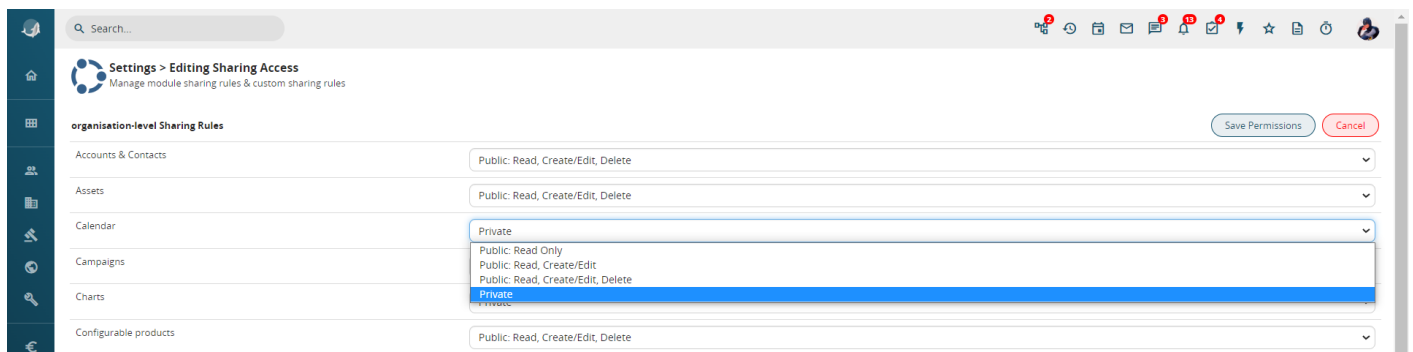 Search...
2
3
13
4
Settings > Editing Sharing Access
Manage module sharing rules & custom sharing rules
organisation-level Sharing Rules
Save Permissions
Cancel
Accounts & Contacts
Public: Read, Create/Edit, Delete
Assets
Public: Read, Create/Edit, Delete
Calendar
Private
Public: Read Only
Public: Read, Create/Edit
Public: Read, Create/Edit, Delete
Private
Campaigns
Charts
Private
Configurable products
Public: Read, Create/Edit, Delete
€